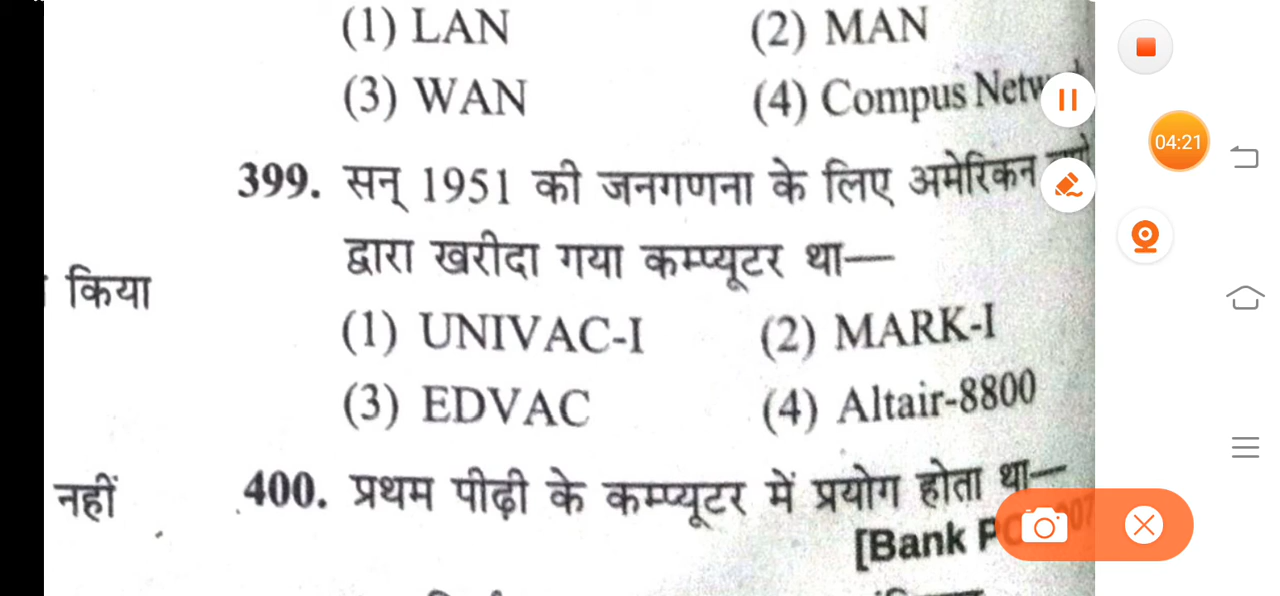 (1) LAN (2) MAN
(3) WAN (4) Compus
399. सन् 1951 की जनगणना के लिए अमेरिकन
द्वारा खरीदा गया कम्प्यूटर था—
किया
(1) UNIVAC-I (2) MARK-I
(3) EDVAC (4) Altair-8800
नहीं
400. प्रथम पीढ़ी के कम्प्यूटर में प्रयोग होता था—
[Bank
04:21